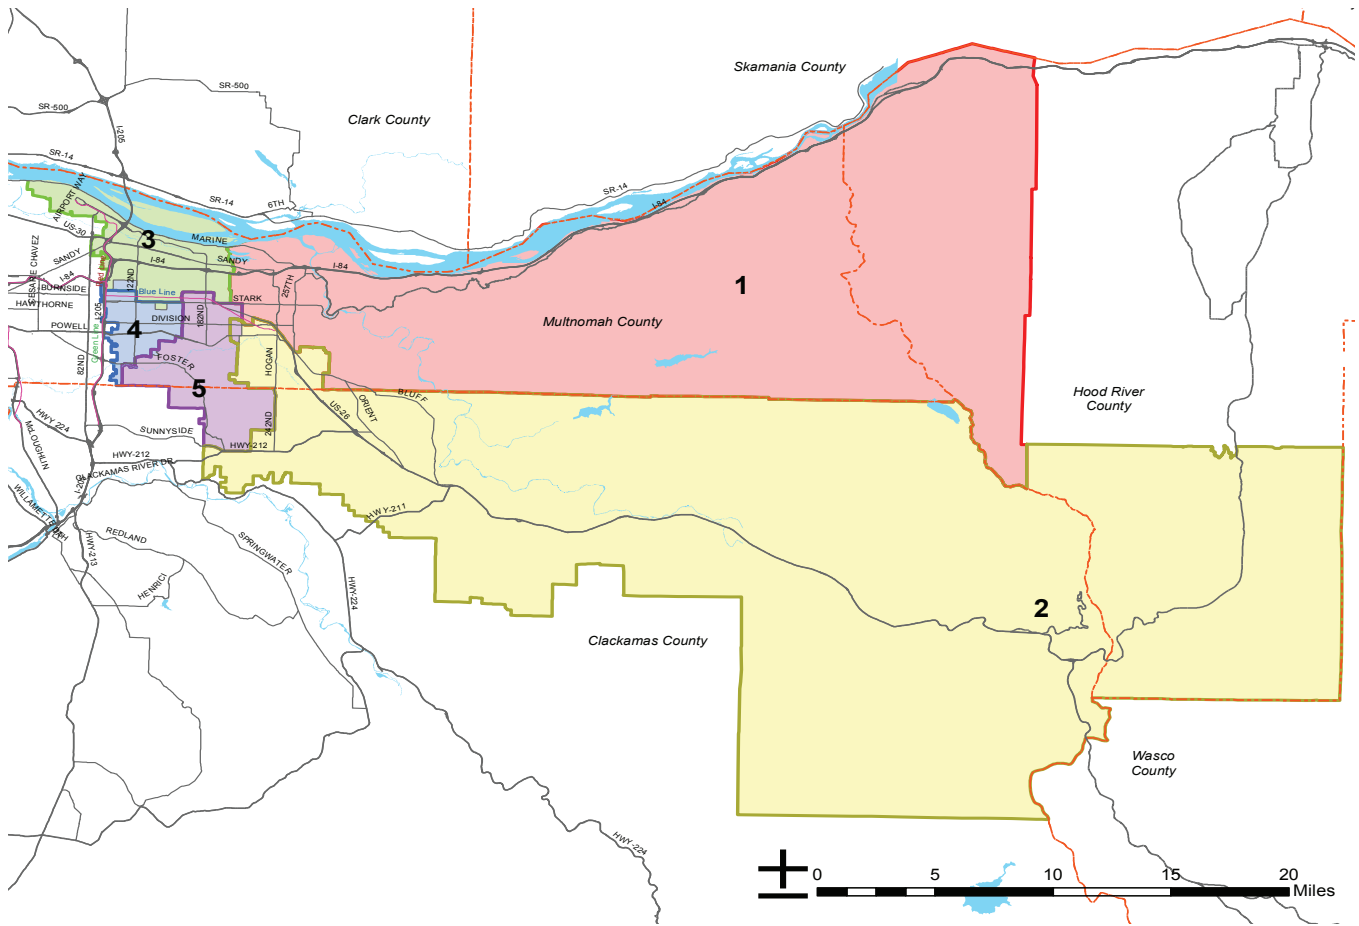 Skamania County
SR-500
SR-500
Clark County
I-205
SR-14
AIRPORT WAY
SR-14
6TH
SR-14
I-84
US-30
3
MARINE
CESARE CHAVEZ
SANDY
I-84
SANDY
I-84
I-84
Red Line
122ND
257TH
1
BURNSIDE
Blue Line
STARK
HAWTHORNE
I-205
182ND
DIVISION
4
POWELL
Multnomah County
Green Line
82ND
FOSTER
HOGAN
5
BLUFF
ORIENT
US-26
Hood River
County
HWY 224
McLOUGHLIN
SUNNYSIDE
242ND
HWY-212
HWY-212
CLACKAMAS RIVER DR
I-205
HWY-211
HWY-213
REDLAND
SPRINGWATER
HENRICI
HWY-224
2
Clackamas County
Wasco
County
HWY-224
0 5 10 15 20
Miles